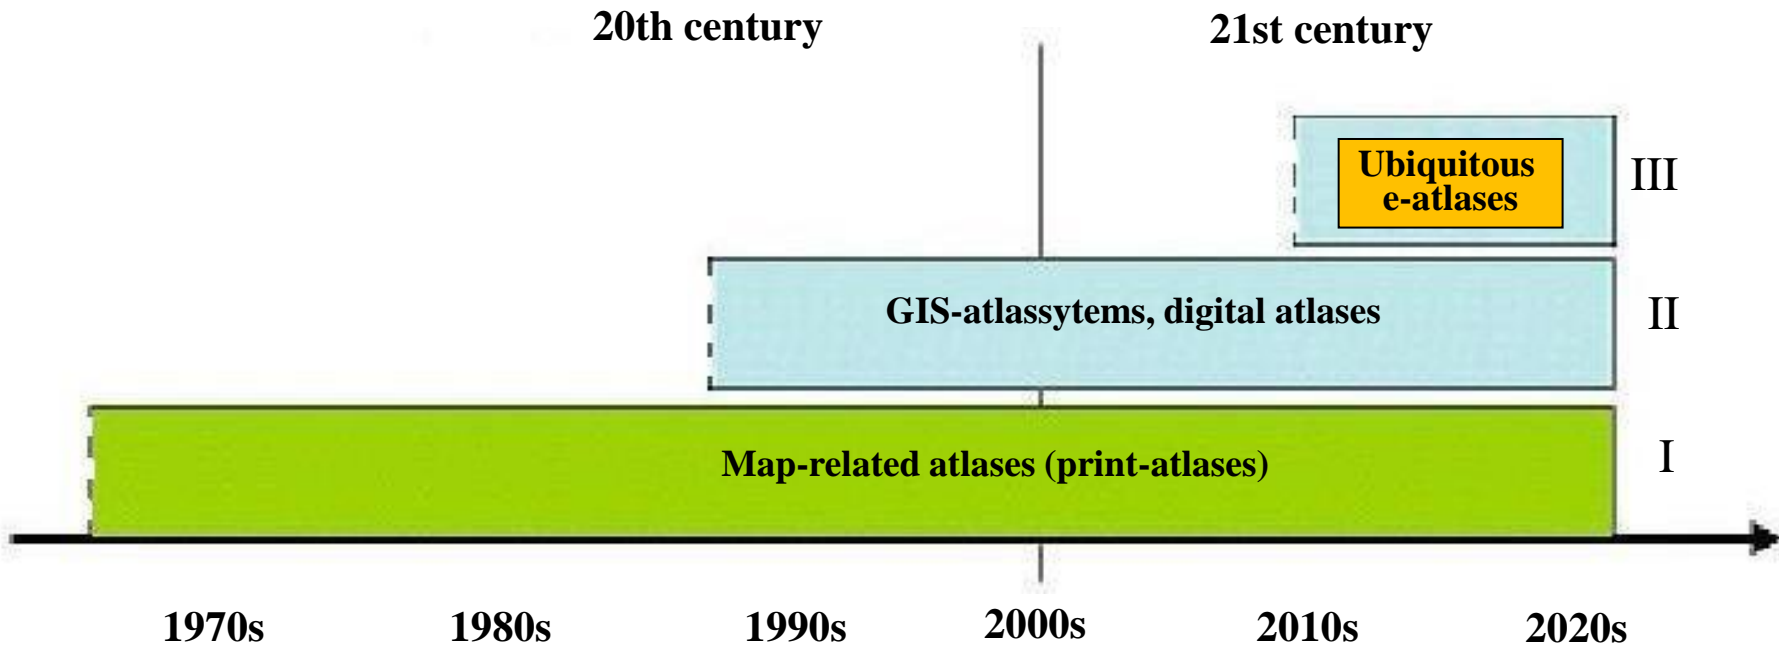 20th century
21st century
Ubiquitous
e-atlases
III
GIS-atlassytems, digital atlases
II
Map-related atlases (print-atlases)
I
1970s
1980s
1990s
2000s
2010s
2020s